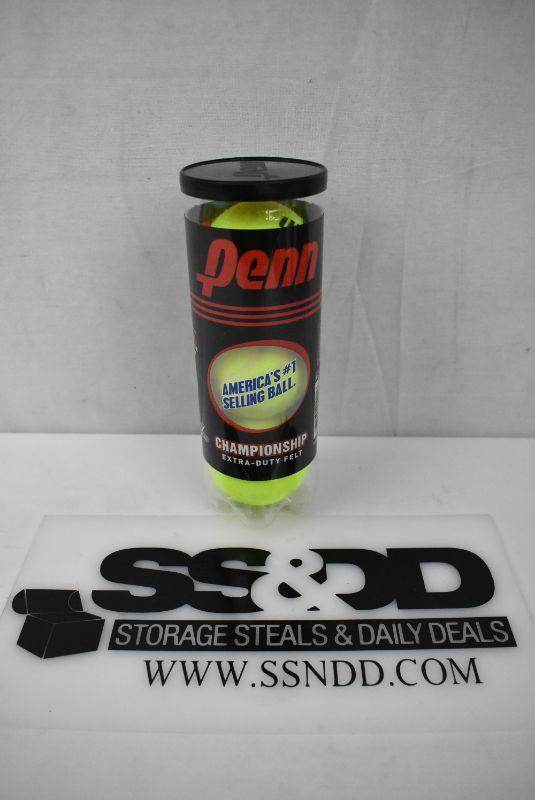 Penn
AMERICA'S #1
SELLING BALL.
CHAMPIONSHIP
EXTRA-DUTY FELT
SS&DD
STORAGE STEALS & DAILY DEALS
WWW.SSNDD.COM